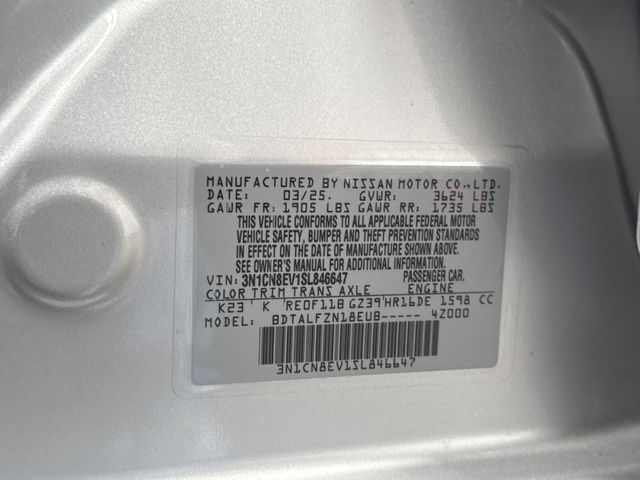 MANUFACTURED BY NISSAN MOTOR CO.,LTD.
DATE: 03/25. GVWR: 3624 LBS
GAWR FR: 1905 LBS GAWR RR: 1735 LBS
THIS VEHICLE CONFORMS TO ALL APPLICABLE FEDERAL MOTOR
VEHICLE SAFETY, BUMPER AND THEFT PREVENTION STANDARDS
IN EFFECT ON THE DATE OF MANUFACTURE SHOWN ABOVE.
SEE OWNER'S MANUAL FOR ADDITIONAL INFORMATION.
VIN: 3N1CN8EV1SL846647 PASSENGER CAR.
COLOR TRIM TRANS AXLE ENGINE
K23 K RE0F11B GZ39 HR16DE 1598 CC
MODEL: BDTALFZN18EUB----- 4Z000
3N1CN8EV1SL846647